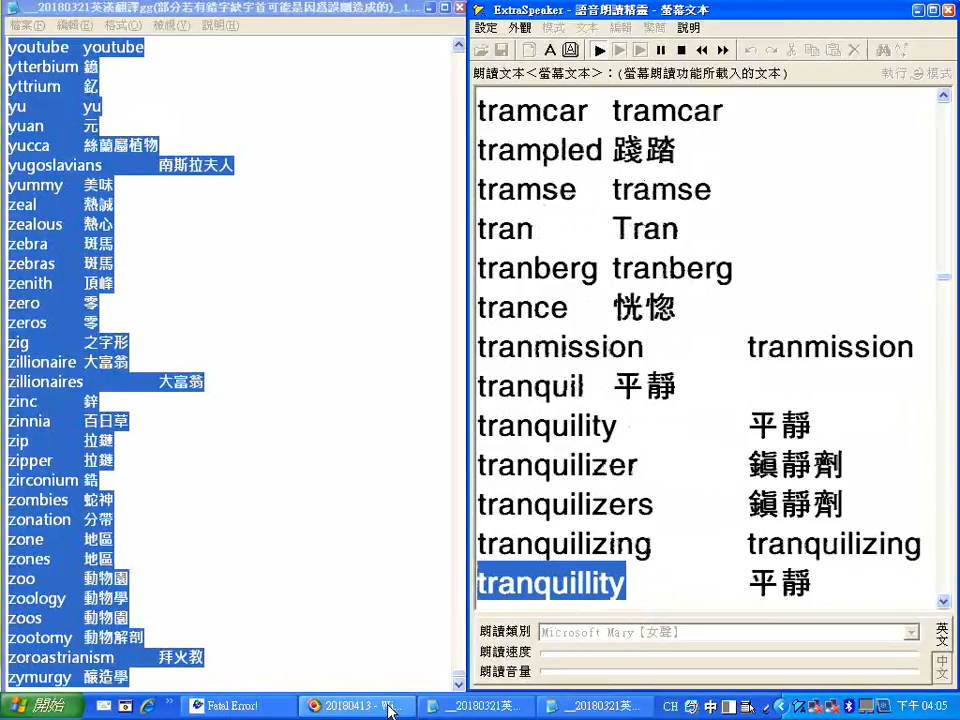 __20180321英漢翻譯gg(部分若有錯字缺字首可能是因為誤刪造成的)_1...
檔案(F) 編輯(E) 格式(O) 檢視(V) 說明(H)
youtube youtube
ytterbium 鐿
yttrium 釔
yu yu
yuan 元
yucca 絲蘭屬植物
yugoslavians 南斯拉夫人
yummy 美味
zeal 熱誠
zealous 熱心
zebra 斑馬
zebras 斑馬
zenith 頂峰
zero 零
zeros 零
zig 之字形
zillionaire 大富翁
zillionaires 大富翁
zinc 鋅
zinnia 百日草
zip 拉鏈
zipper 拉鏈
zirconium 鋯
zombies 蛇神
zonation 分帶
zone 地區
zones 地區
zoo 動物園
zoology 動物學
zoos 動物園
zootomy 動物解剖
zoroastrianism 拜火教
zymurgy 釀造學
ExtraSpeaker - 語音朗讀精靈 - 螢幕文本
設定 外觀 模式 文本 編輯 繁簡 說明
朗讀文本<螢幕文本>：(螢幕朗讀功能所載入的文本)
執行 模式
tramcar tramcar
trampled 踐踏
tramse tramse
tran Tran
tranberg tranberg
trance 恍惚
tranmission tranmission
tranquil 平靜
tranquility 平靜
tranquilizer 鎮靜劑
tranquilizers 鎮靜劑
tranquilizing tranquilizing
tranquillity 平靜
朗讀類別 Microsoft Mary【女聲】
朗讀速度
朗讀音量
英文
中文
開始
Fatal Error!
20180413 -
__20180321英...
__20180321英...
CH
中
下午 04:05